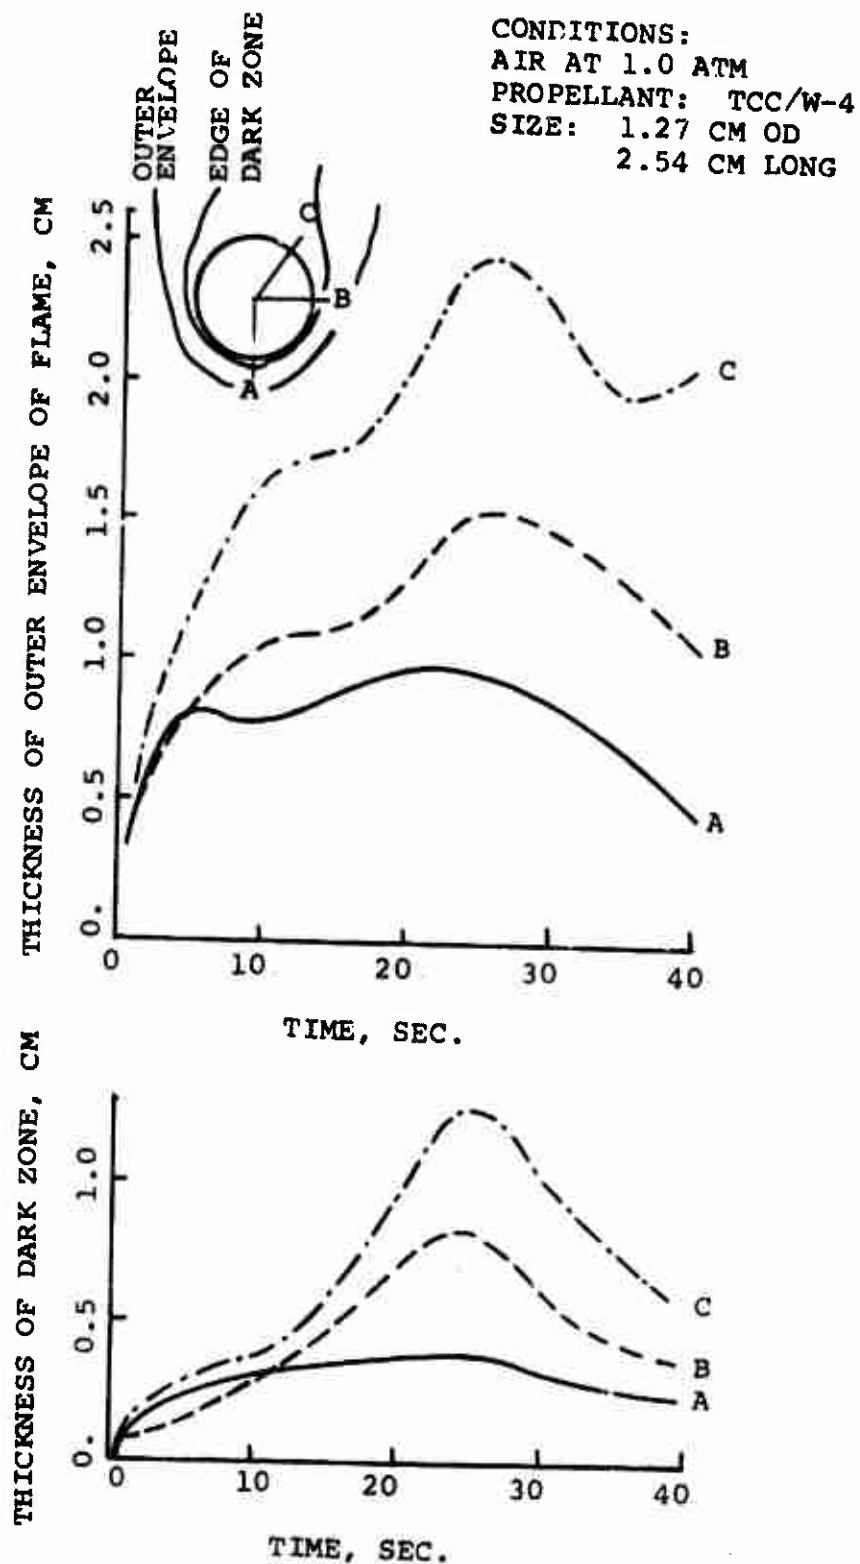 CONDITIONS:
AIR AT 1.0 ATM
PROPELLANT: TCC/W-4
SIZE: 1.27 CM OD
2.54 CM LONG
OUTER
ENVELOPE
EDGE OF
DARK ZONE
C
B
A
THICKNESS OF OUTER ENVELOPE OF FLAME, CM
2.5
2.0
1.5
1.0
0.5
0.
0
10
20
30
40
C
B
A
TIME, SEC.
THICKNESS OF DARK ZONE, CM
1.0
0.5
0.
0
10
20
30
40
C
B
A
TIME, SEC.